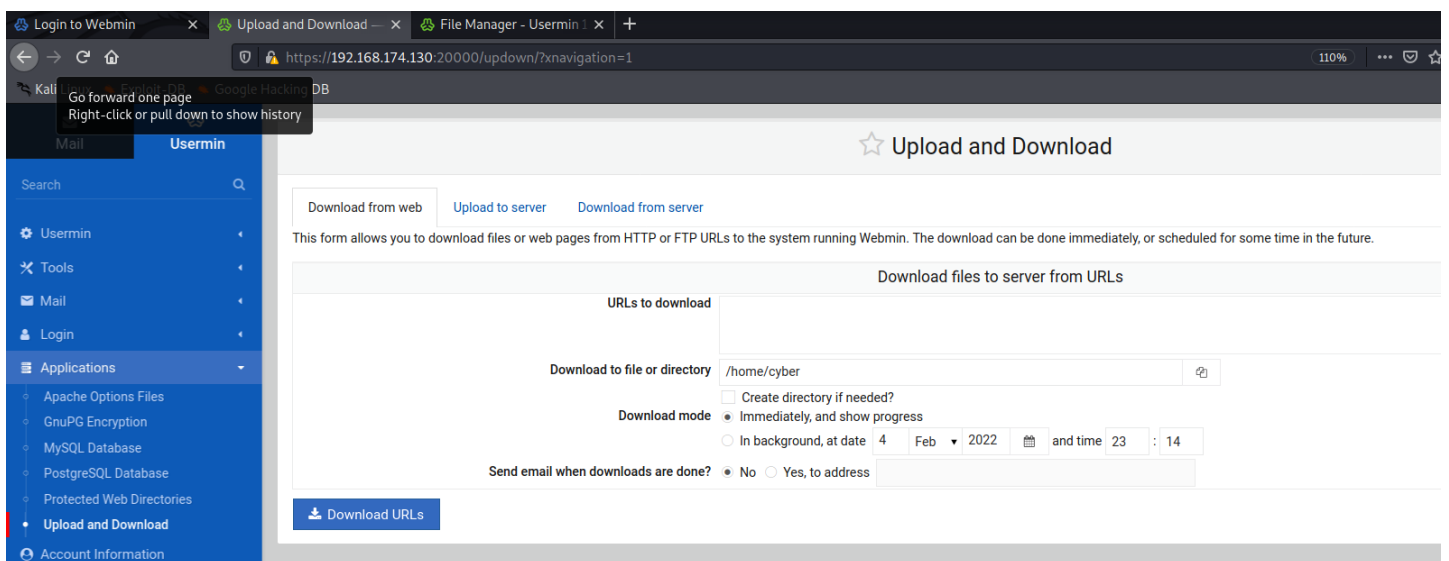 Login to Webmin
Upload and Download —
File Manager - Usermin 1
https://192.168.174.130:20000/updown/?xnavigation=1
110%
Kali Linux Exploit-DB Google Hacking DB
Go forward one page
Right-click or pull down to show history
Mail
Usermin
Search
Usermin
Tools
Mail
Login
Applications
Apache Options Files
GnuPG Encryption
MySQL Database
PostgreSQL Database
Protected Web Directories
Upload and Download
Account Information
Upload and Download
Download from web Upload to server Download from server
This form allows you to download files or web pages from HTTP or FTP URLs to the system running Webmin. The download can be done immediately, or scheduled for some time in the future.
Download files to server from URLs
URLs to download
Download to file or directory /home/cyber
Create directory if needed?
Download mode Immediately, and show progress
In background, at date 4 Feb 2022 and time 23 : 14
Send email when downloads are done? No Yes, to address
Download URLs